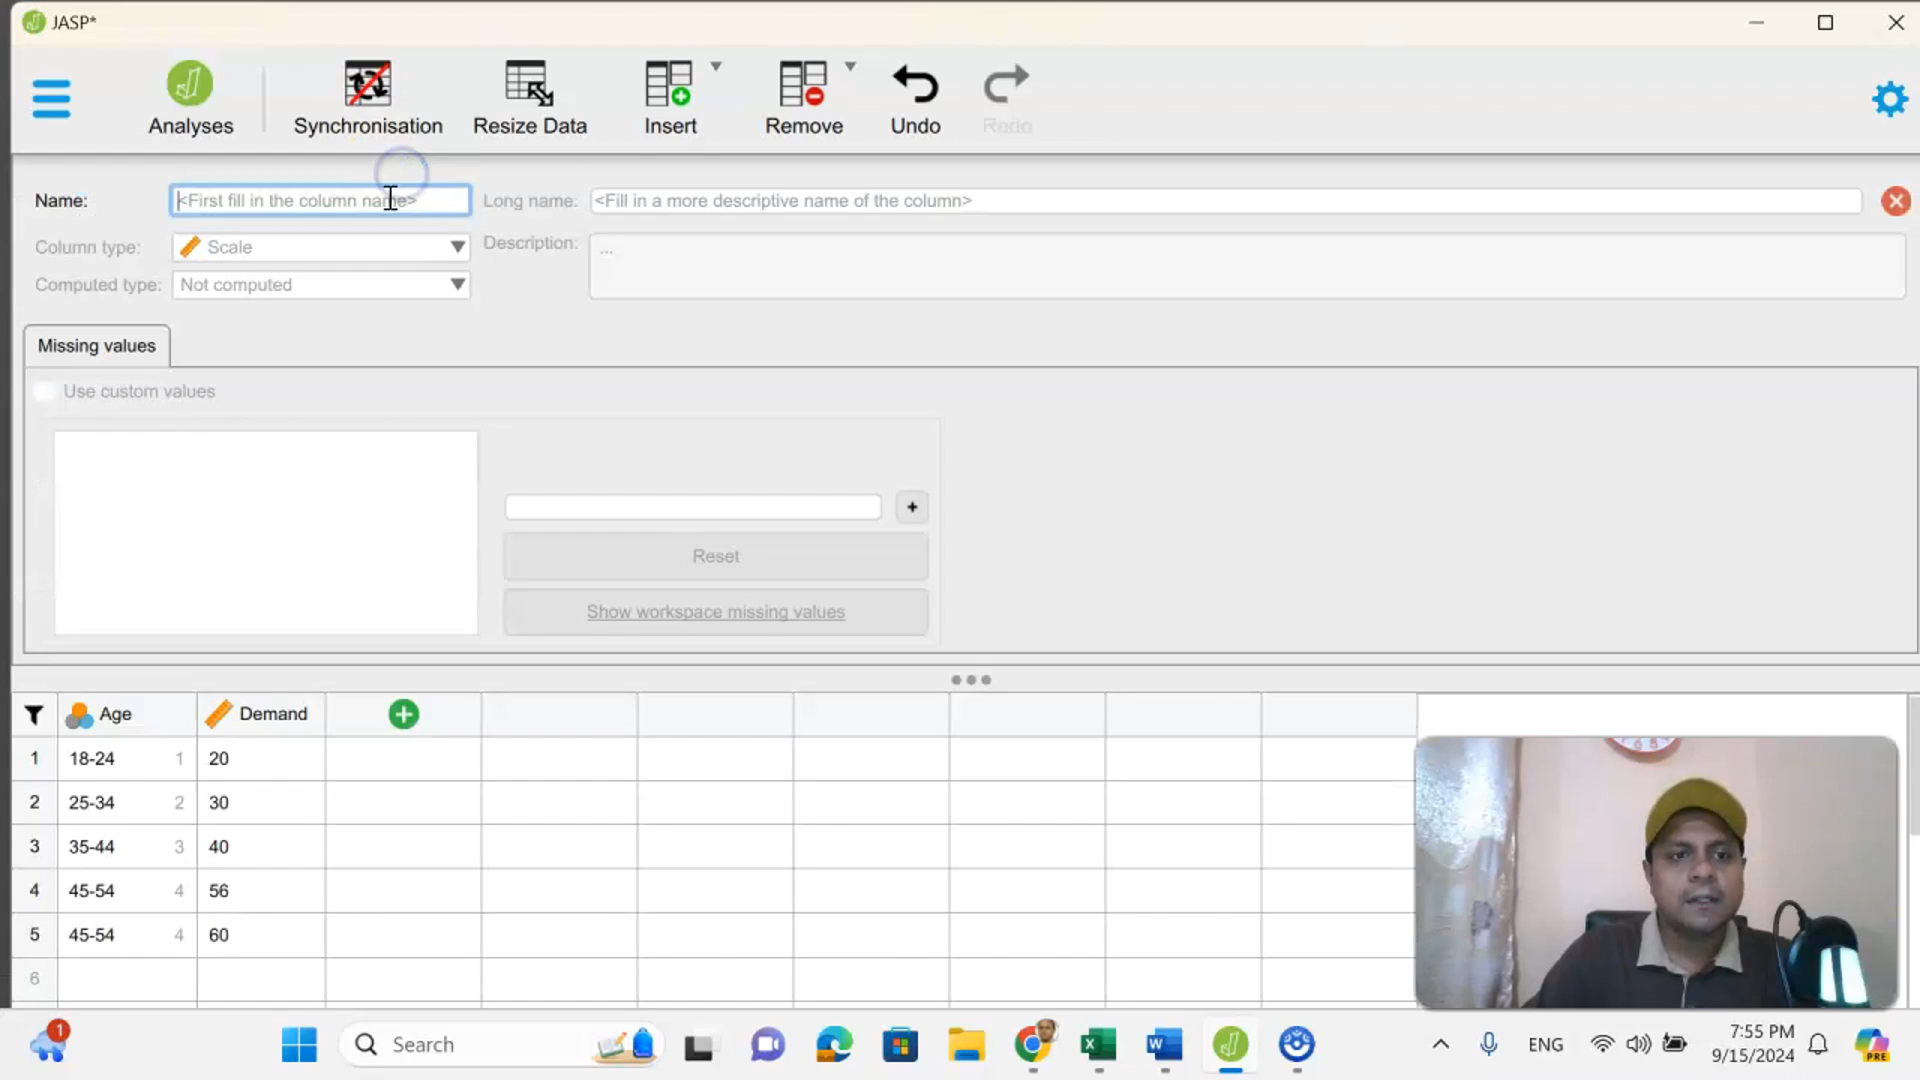 JASP*
Analyses
Synchronisation
Resize Data
Insert
Remove
Undo
Redo
Name:
<First fill in the column name>
Long name:
<Fill in a more descriptive name of the column>
Column type:
Scale
Description:
...
Computed type:
Not computed
Missing values
Use custom values
+
Reset
Show workspace missing values
Age
Demand
1 18-24 1 20
2 25-34 2 30
3 35-44 3 40
4 45-54 4 56
5 45-54 4 60
6
1
Search
ENG
7:55 PM
9/15/2024
PRE